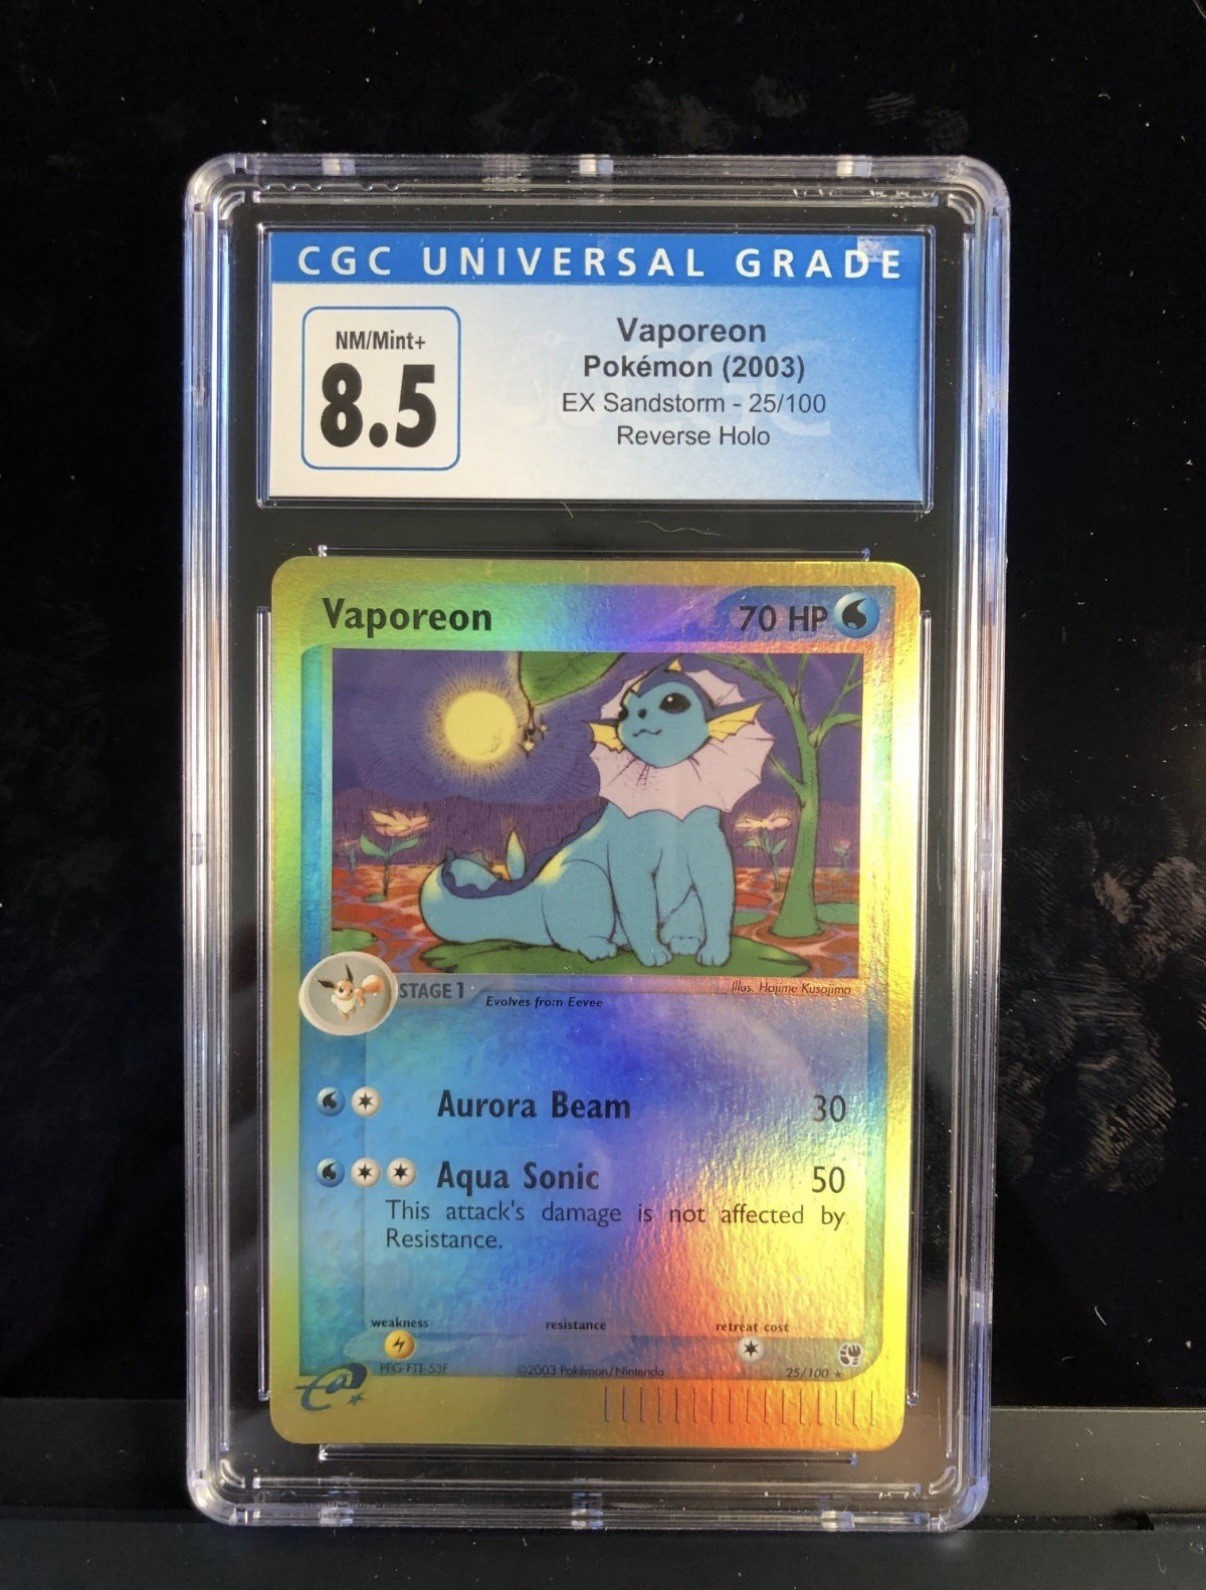 CGC UNIVERSAL GRADE
NM/Mint+
8.5
Vaporeon
Pokémon (2003)
EX Sandstorm - 25/100
Reverse Holo
Vaporeon 70 HP
STAGE 1
Evolves from Eevee
Illus. Hajime Kusajima
Aurora Beam 30
Aqua Sonic 50
This attack's damage is not affected by
Resistance.
weakness resistance retreat cost
©2003 Pokémon/Nintendo 25/100